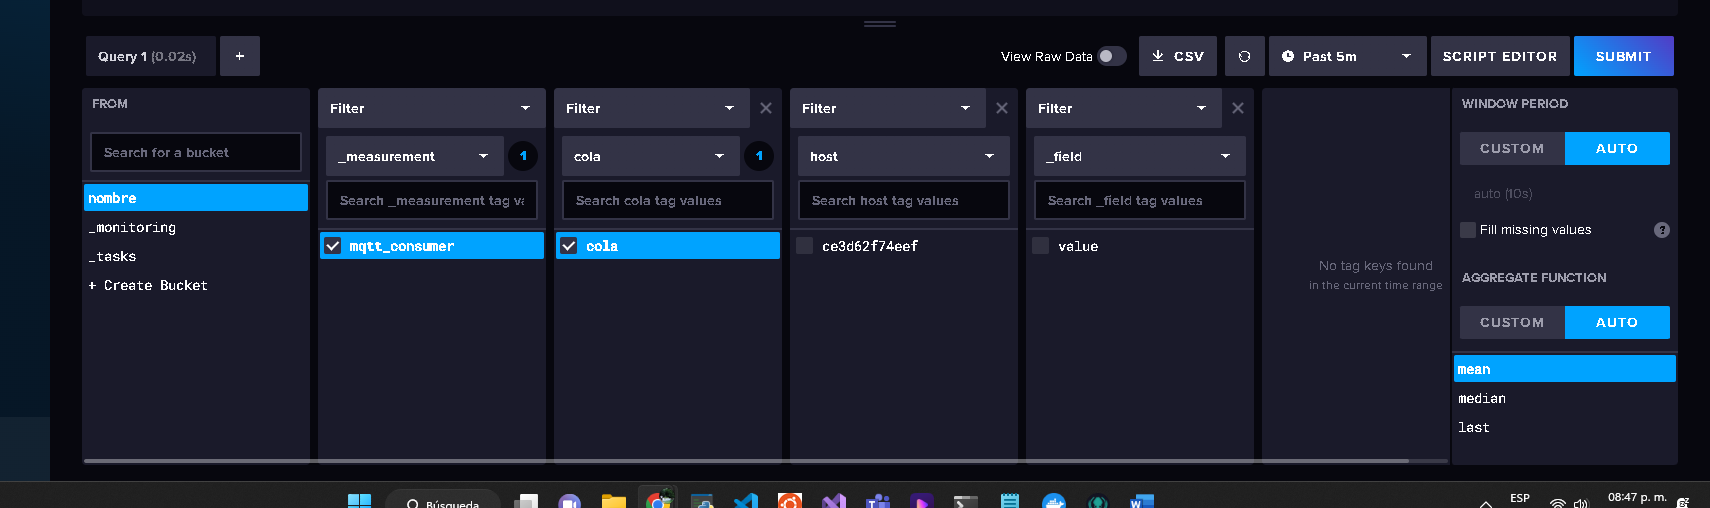 Query 1 (0.02s)
+
View Raw Data
CSV
Past 5m
SCRIPT EDITOR
SUBMIT
FROM
Search for a bucket
nombre
_monitoring
_tasks
+ Create Bucket
Filter
_measurement
1
Search _measurement tag va
mqtt_consumer
Filter
cola
1
Search cola tag values
cola
Filter
host
Search host tag values
ce3d62f74eef
Filter
_field
Search _field tag values
value
No tag keys found
in the current time range
WINDOW PERIOD
CUSTOM
AUTO
auto (10s)
Fill missing values
?
AGGREGATE FUNCTION
CUSTOM
AUTO
mean
median
last
Búsqueda
ESP
08:47 p. m.